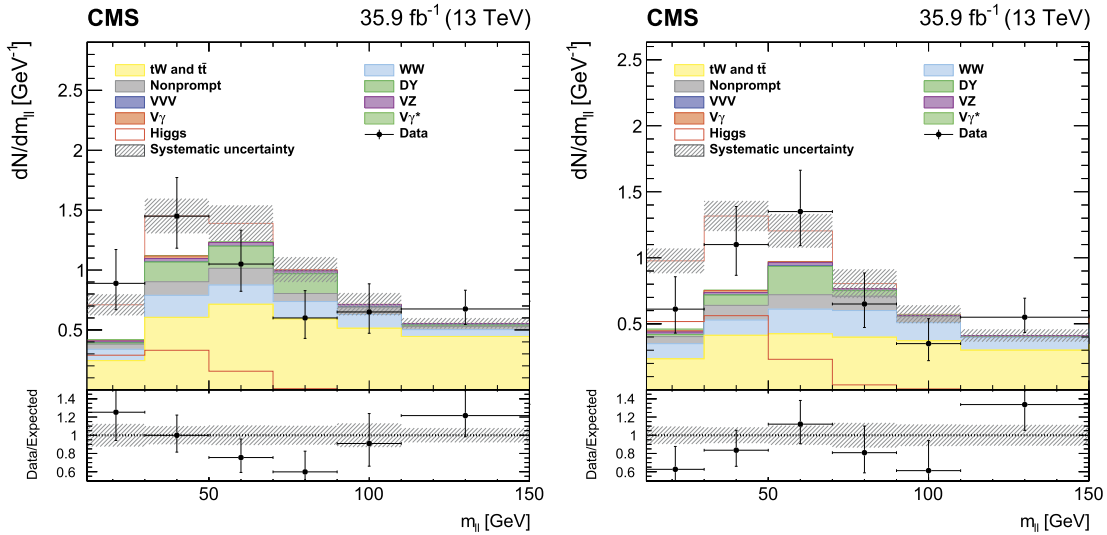 CMS 35.9 fb⁻¹ (13 TeV)
dN/dm_ll [GeV⁻¹]
2.5
2
1.5
1
0.5
tW and tt̄ WW
Nonprompt DY
VVV VZ
Vγ Vγ*
Higgs Data
Systematic uncertainty
Data/Expected
1.4
1.2
1
0.8
0.6
50 100 150
m_ll [GeV]
CMS 35.9 fb⁻¹ (13 TeV)
dN/dm_ll [GeV⁻¹]
2.5
2
1.5
1
0.5
tW and tt̄ WW
Nonprompt DY
VVV VZ
Vγ Vγ*
Higgs Data
Systematic uncertainty
Data/Expected
1.4
1.2
1
0.8
0.6
50 100 150
m_ll [GeV]